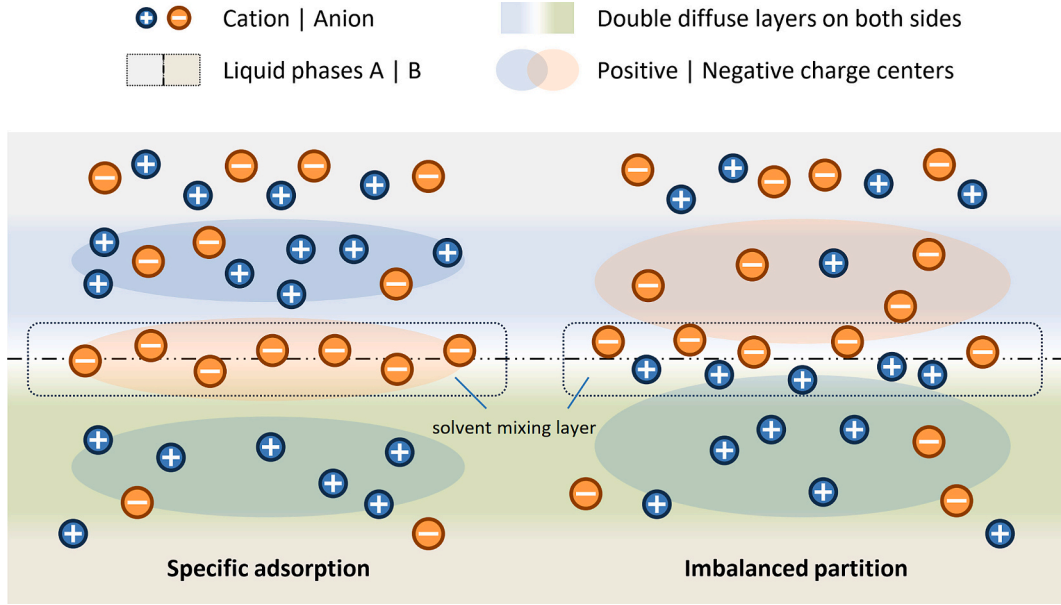 Cation | Anion
Double diffuse layers on both sides
Liquid phases A | B
Positive | Negative charge centers
solvent mixing layer
Specific adsorption
Imbalanced partition